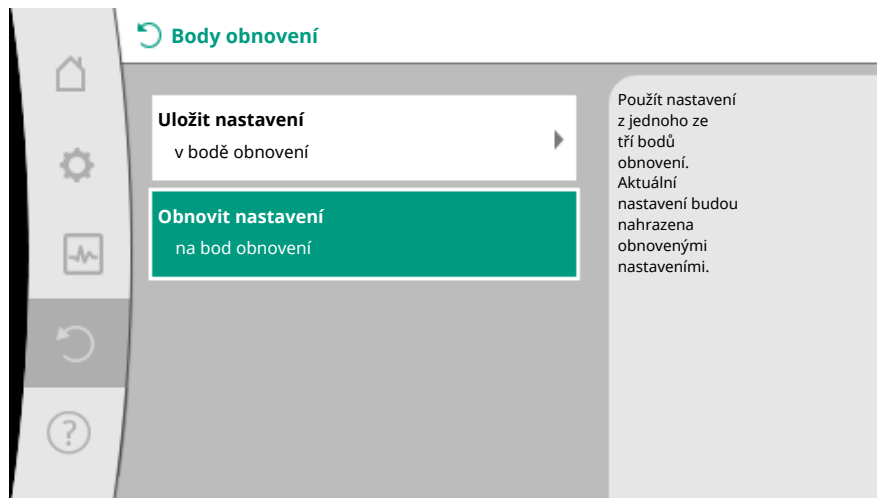 Body obnovení
Uložit nastavení
v bodě obnovení
Obnovit nastavení
na bod obnovení
Použít nastavení
z jednoho ze
tří bodů
obnovení.
Aktuální
nastavení budou
nahrazena
obnovenými
nastaveními.
?